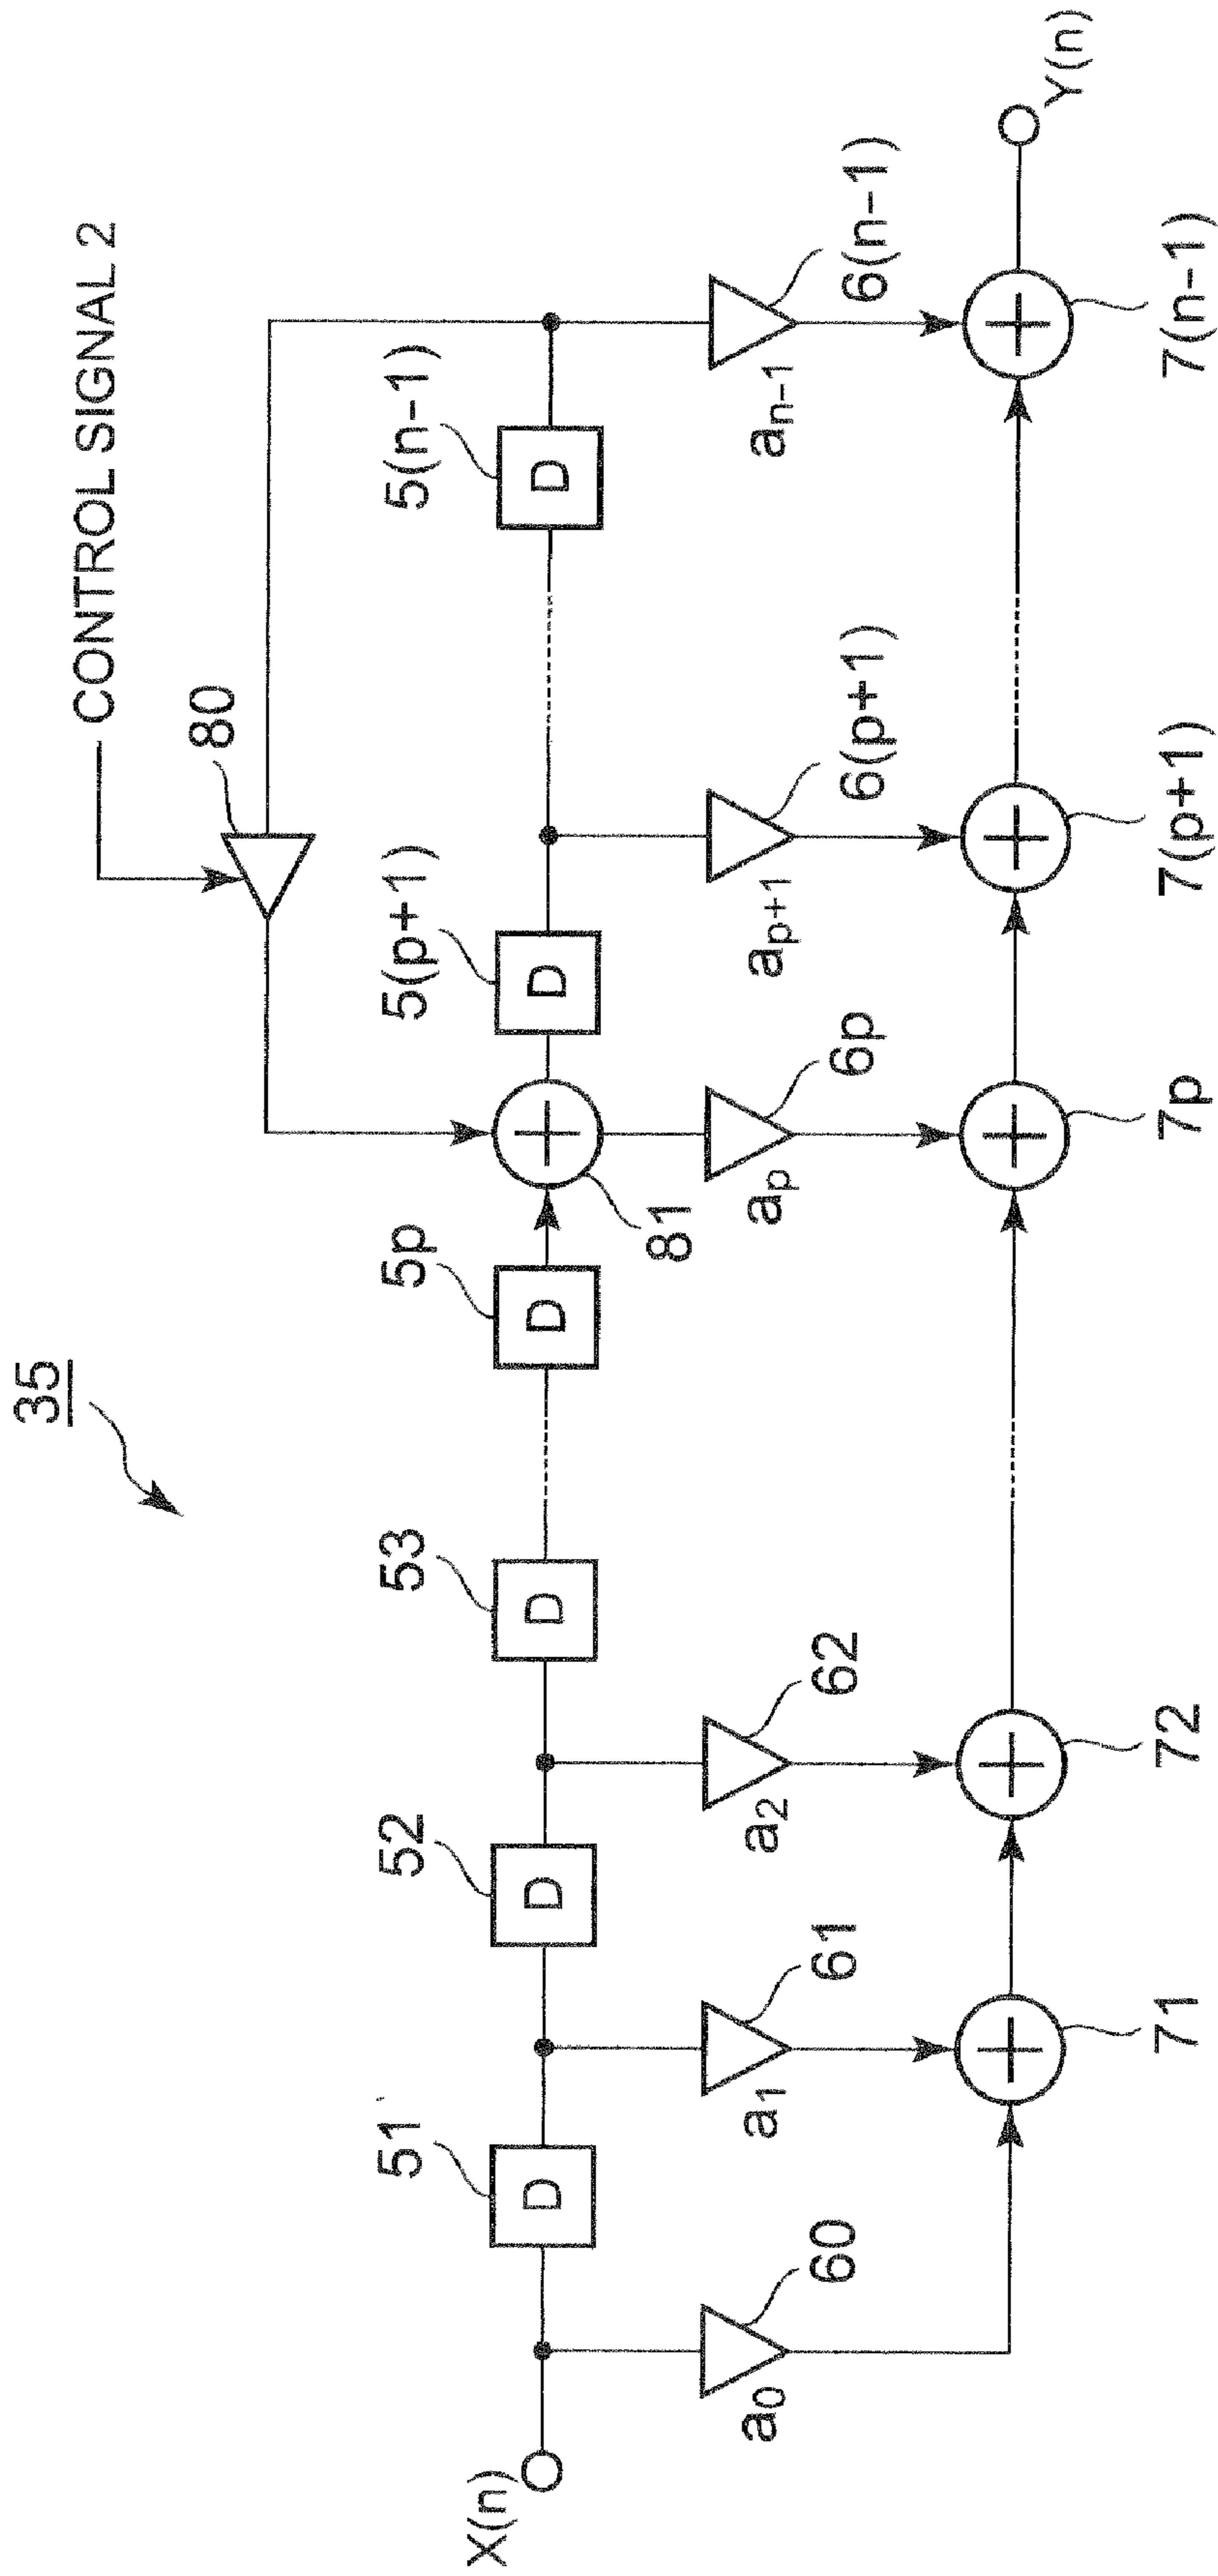 35
CONTROL SIGNAL 2
80
51
52
53
5p
5(p+1)
5(n-1)
X(n)
D
D
D
D
D
D
81
a0
60
a1
61
a2
62
ap
6p
ap+1
6(p+1)
an-1
6(n-1)
Y(n)
71
72
7p
7(p+1)
7(n-1)